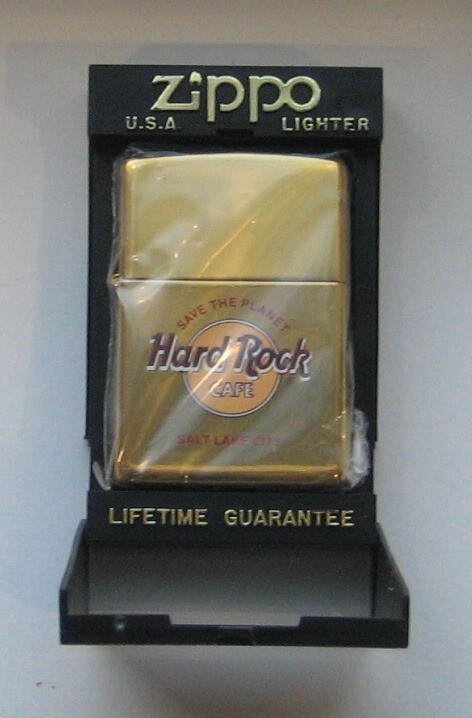 Zippo
U.S.A. LIGHTER
SAVE THE PLANET
Hard Rock
CAFE
SALT LAKE CITY
LIFETIME GUARANTEE